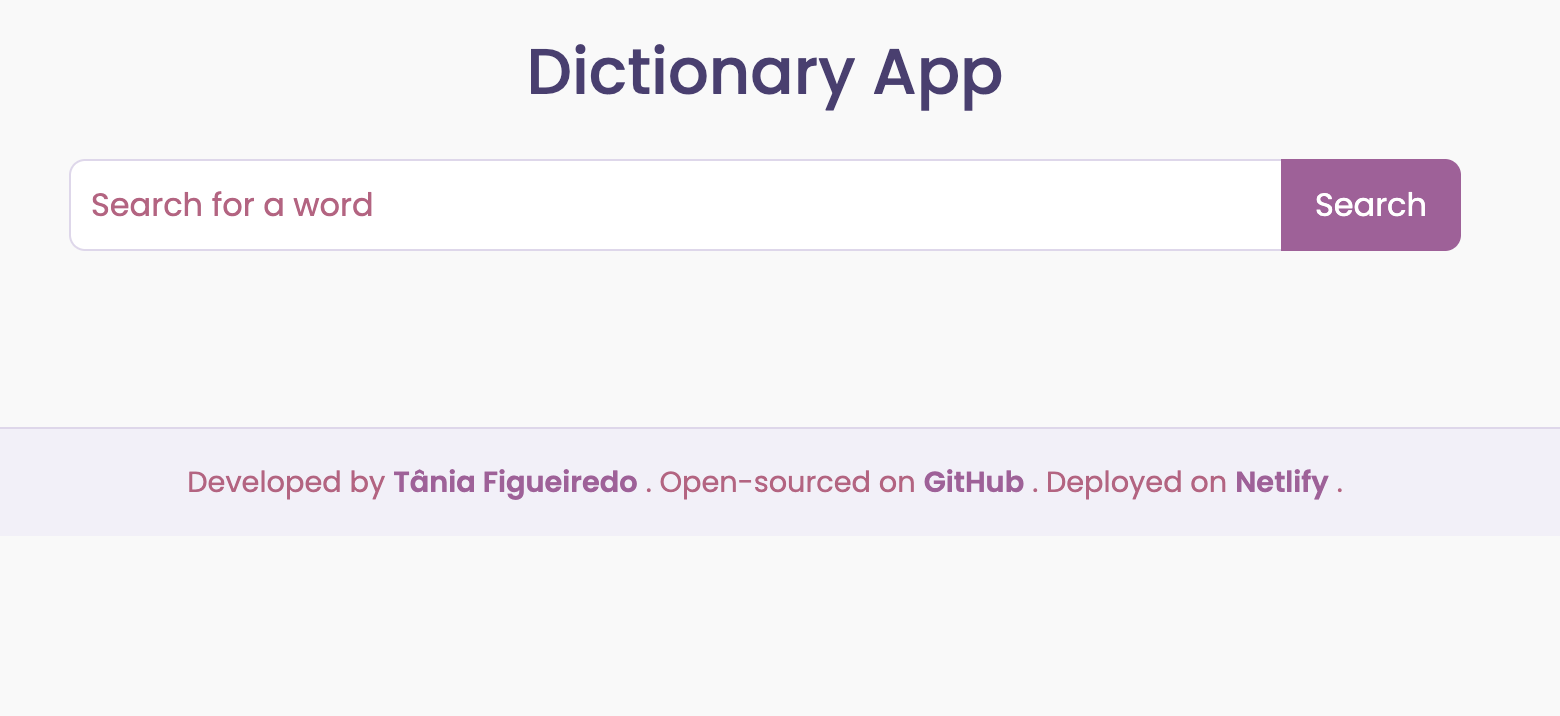 Dictionary App
Search for a word
Search
Developed by Tânia Figueiredo . Open-sourced on GitHub . Deployed on Netlify .